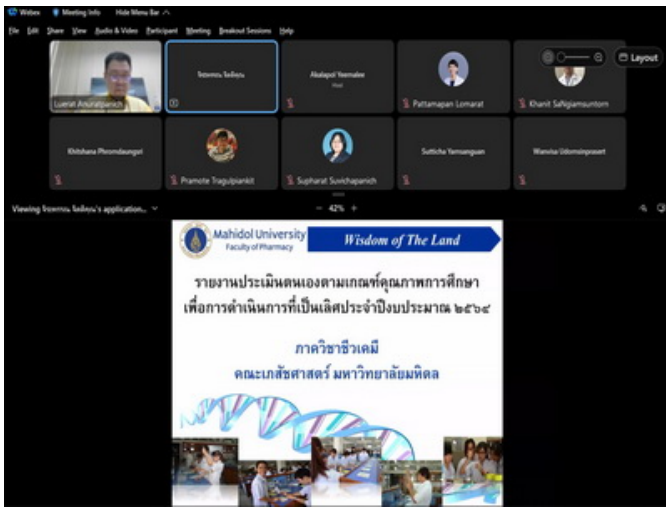 Webex Meeting Info Hide Menu Bar
File Edit Share View Audio & Video Participant Meeting Breakout Sessions Help
Layout
Luerat Anuratpanich
Akalapol Yeemalee
Host
Pattamapan Lomarat
Khanit SaNgiamsuntorn
Khitshana Phromdaungsri
Pramote Tragulpiankit
Supharat Suvichapanich
Sutticha Yamsanguan
Wanvisa Udomsinprasert
Viewing application...
42%
Mahidol University
Faculty of Pharmacy
Wisdom of The Land
รายงานประเมินตนเองตามเกณฑ์คุณภาพการศึกษา
เพื่อการดำเนินการที่เป็นเลิศประจำปีงบประมาณ ๒๕๖๔
ภาควิชาชีวเคมี
คณะเภสัชศาสตร์ มหาวิทยาลัยมหิดล